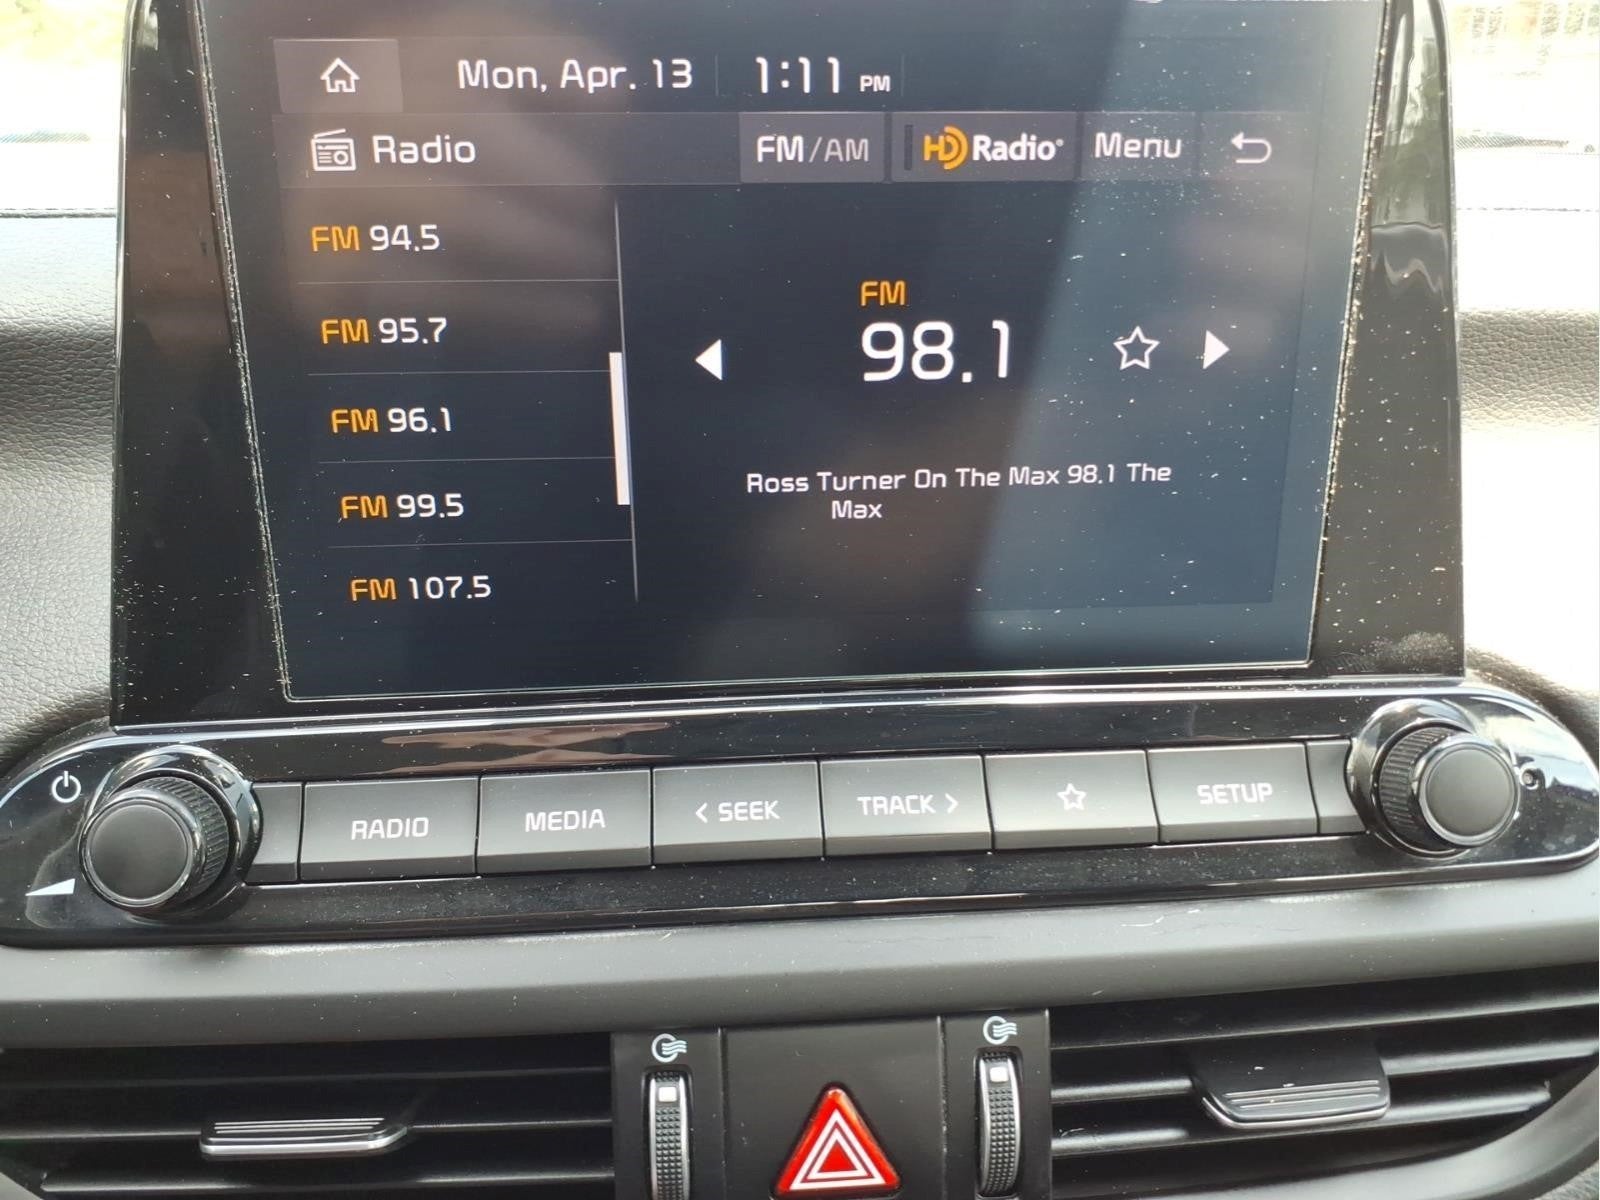 Mon, Apr. 13 1:11 PM
Radio FM/AM HD Radio® Menu
FM 94.5
FM 95.7
FM 96.1
FM 99.5
FM 107.5
FM
98.1
Ross Turner On The Max 98.1 The
Max
RADIO MEDIA < SEEK TRACK > SETUP